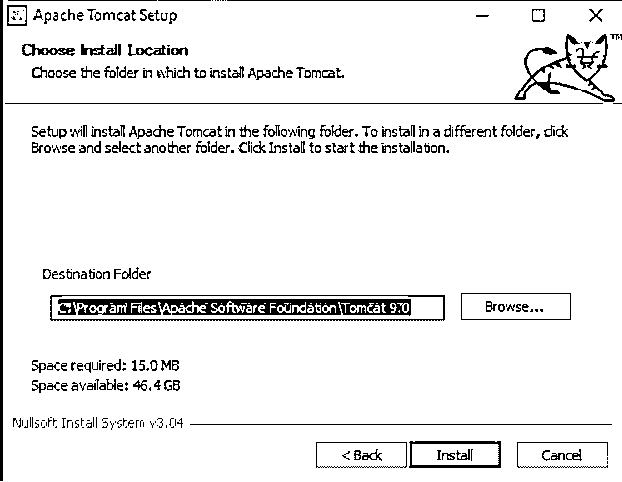 Apache Tomcat Setup
Choose Install Location
Choose the folder in which to install Apache Tomcat.
TM
Setup will install Apache Tomcat in the following folder. To install in a different folder, click
Browse and select another folder. Click Install to start the installation.
Destination Folder
C:\Program Files\Apache Software Foundation\Tomcat 9.0
Browse...
Space required: 15.0 MB
Space available: 46.4 GB
Nullsoft Install System v3.04
< Back
Install
Cancel